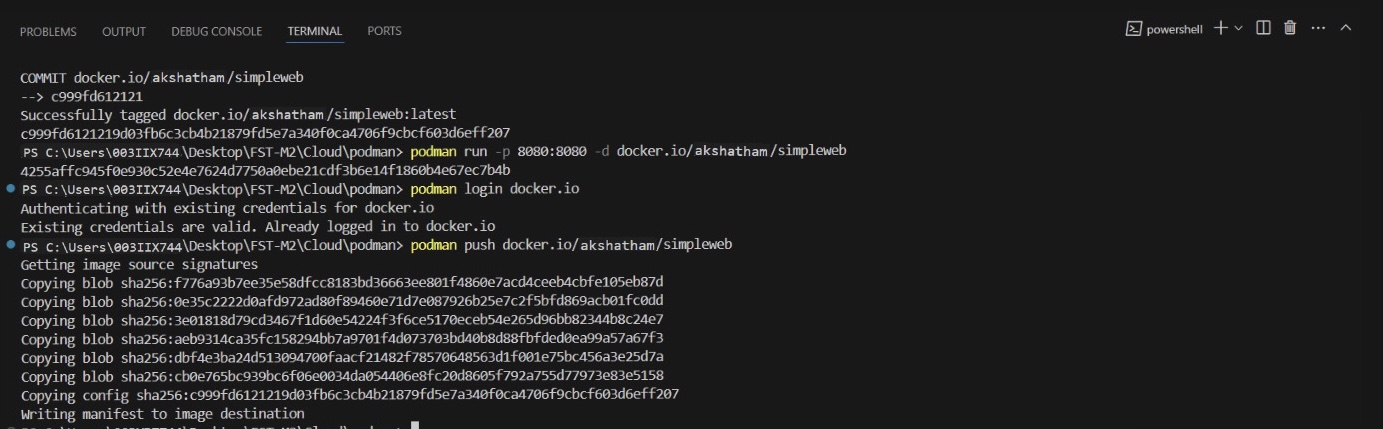 PROBLEMS OUTPUT DEBUG CONSOLE TERMINAL PORTS powershell
COMMIT docker.io/akshatham/simpleweb
--> c999fd612121
Successfully tagged docker.io/akshatham/simpleweb:latest
c999fd6121219d03fb6c3cb4b21879fd5e7a340f0ca4706f9cbcf603d6eff207
PS C:\Users\003IIX744\Desktop\FST-M2\Cloud\podman> podman run -p 8080:8080 -d docker.io/akshatham/simpleweb
4255affc945f0e930c52e4e7624d7750a0ebe21cdf3b6e14f1860b4e67ec7b4b
PS C:\Users\003IIX744\Desktop\FST-M2\Cloud\podman> podman login docker.io
Authenticating with existing credentials for docker.io
Existing credentials are valid. Already logged in to docker.io
PS C:\Users\003IIX744\Desktop\FST-M2\Cloud\podman> podman push docker.io/akshatham/simpleweb
Getting image source signatures
Copying blob sha256:f776a93b7ee35e58dfcc8183bd36663ee801f4860e7acd4ceeb4cbfe105eb87d
Copying blob sha256:0e35c2222d0afd972ad80f89460e71d7e087926b25e7c2f5bfd869acb01fc0dd
Copying blob sha256:3e01818d79cd3467f1d60e54224f3f6ce5170eceb54e265d96bb82344b8c24e7
Copying blob sha256:aeb9314ca35fc158294bb7a9701f4d073703bd40b8d88fbfded0ea99a57a67f3
Copying blob sha256:dbf4e3ba24d513094700faacf21482f78570648563d1f001e75bc456a3e25d7a
Copying blob sha256:cb0e765bc939bc6f06e0034da054406e8fc20d8605f792a755d77973e83e5158
Copying config sha256:c999fd6121219d03fb6c3cb4b21879fd5e7a340f0ca4706f9cbcf603d6eff207
Writing manifest to image destination